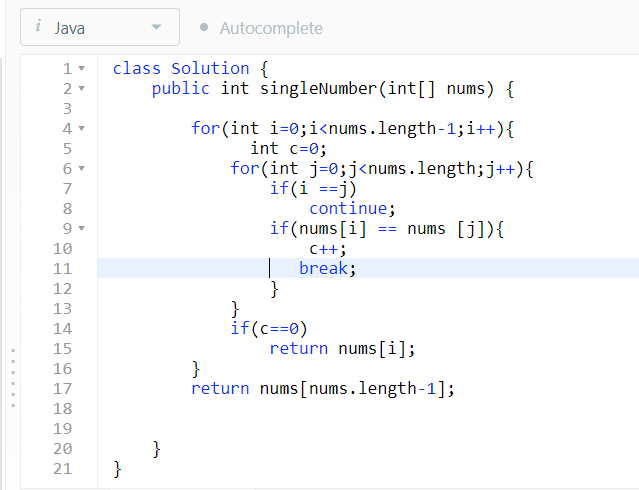 i Java Autocomplete
1 class Solution {
2 public int singleNumber(int[] nums) {
3
4 for(int i=0;i<nums.length-1;i++){
5 int c=0;
6 for(int j=0;j<nums.length;j++){
7 if(i ==j)
8 continue;
9 if(nums[i] == nums [j]){
10 c++;
11 break;
12 }
13 }
14 if(c==0)
15 return nums[i];
16 }
17 return nums[nums.length-1];
18
19
20 }
21 }